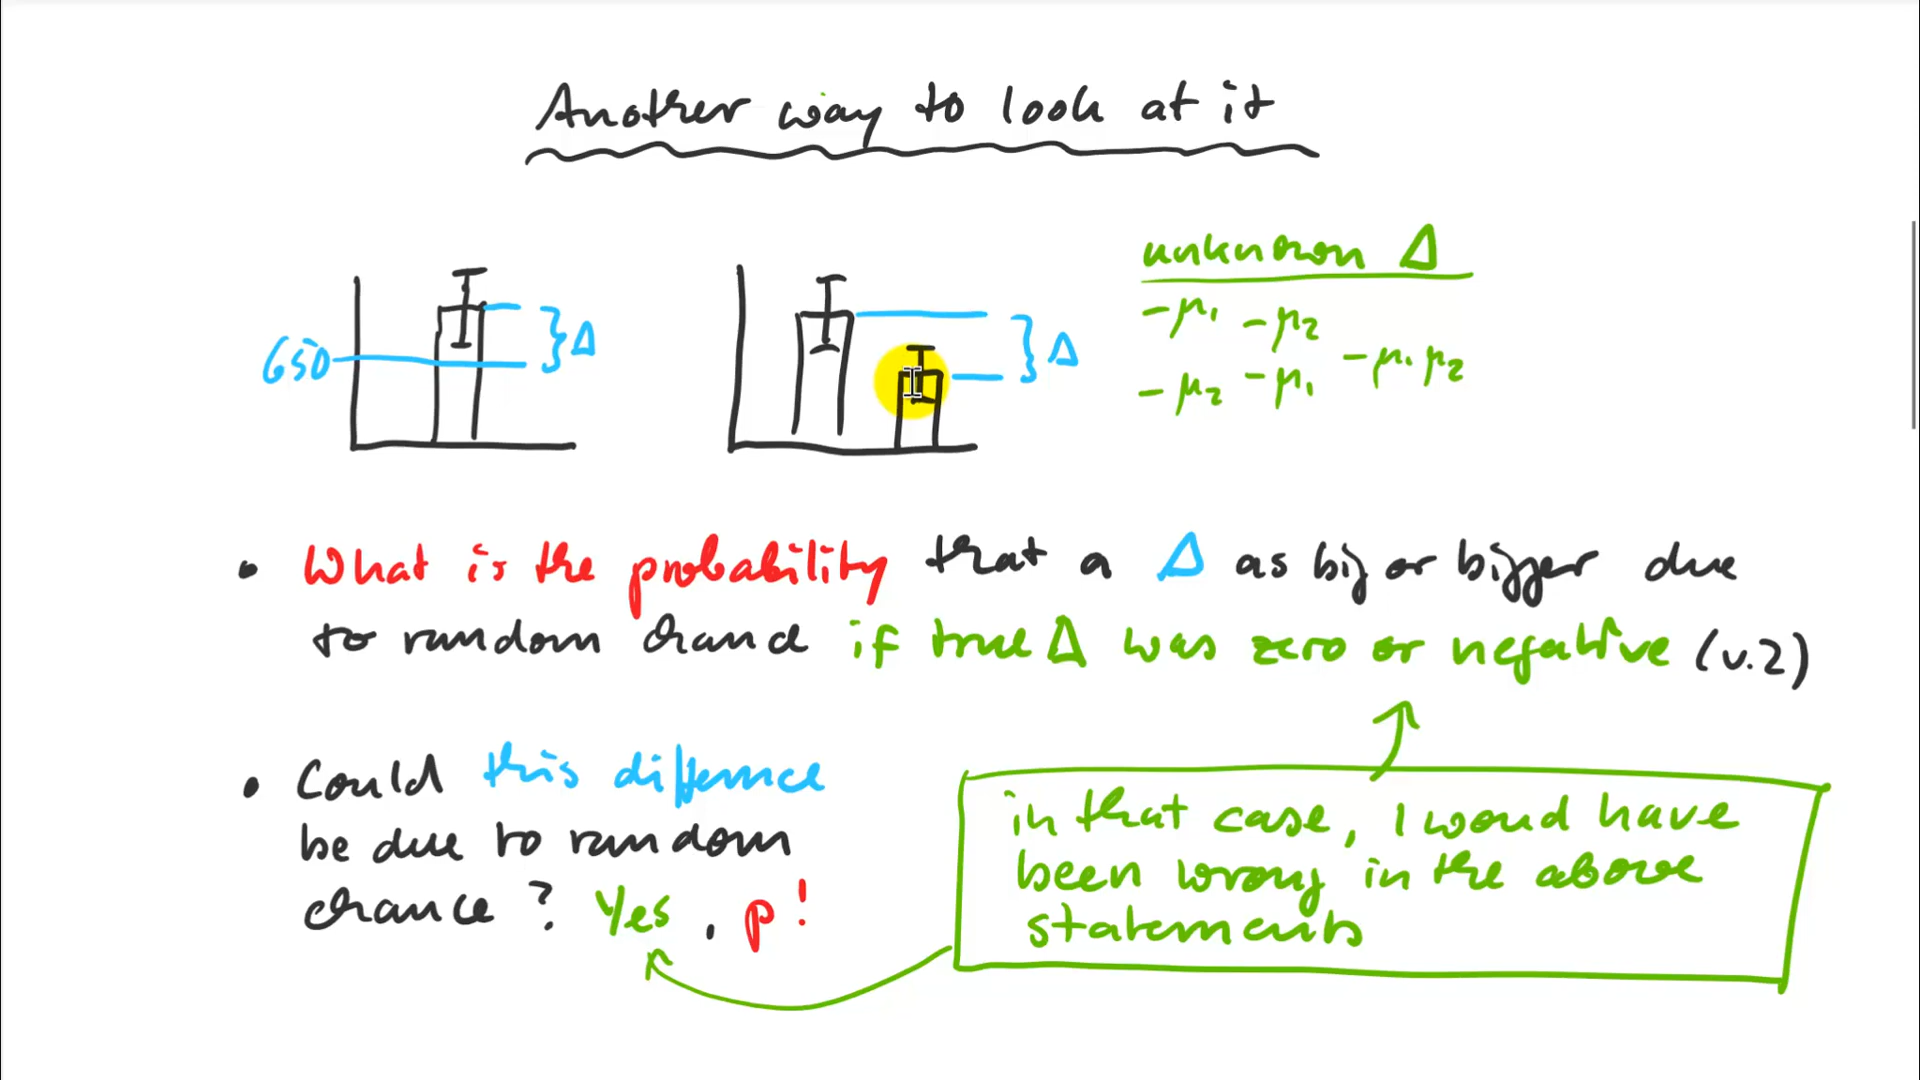 Another way to look at it
650
Δ
Δ
unknown Δ
-μ1 -μ2
-μ1 μ2
-μ2 -μ1
• What is the probability that a Δ as big or bigger due
to random chance if true Δ was zero or negative (v.2)
• Could this difference
be due to random
chance? Yes, p!
in that case, I woud have
been wrong in the above
statements